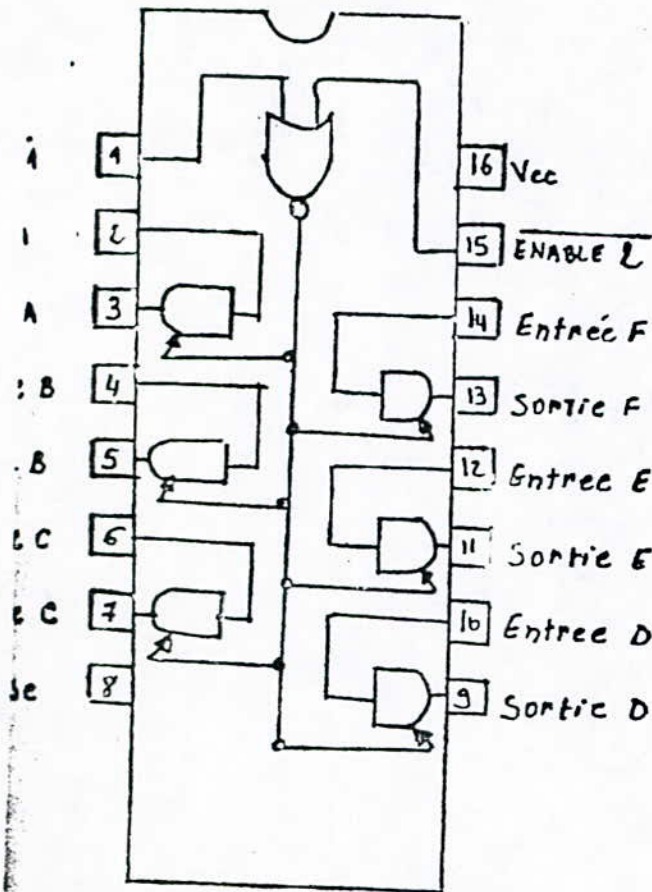 1 16 Vcc
2 15 ENABLE 2
14 Entrée F
A 3
13 Sortie F
B 4
12 Entree E
B 5
11 Sortie E
C 6
10 Entree D
C 7
8
9 Sortie D